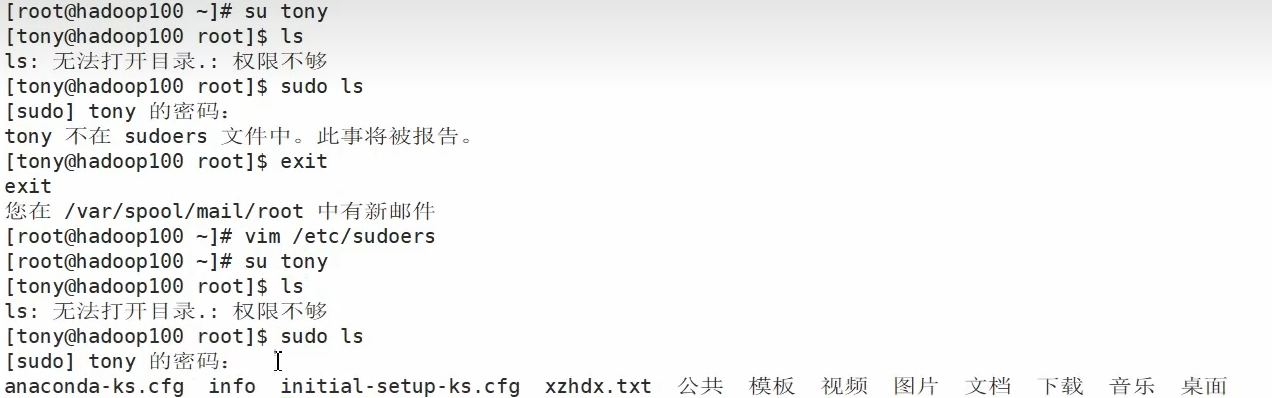 [root@hadoop100 ~]# su tony
[tony@hadoop100 root]$ ls
ls: 无法打开目录.: 权限不够
[tony@hadoop100 root]$ sudo ls
[sudo] tony 的密码：
tony 不在 sudoers 文件中。此事将被报告。
[tony@hadoop100 root]$ exit
exit
您在 /var/spool/mail/root 中有新邮件
[root@hadoop100 ~]# vim /etc/sudoers
[root@hadoop100 ~]# su tony
[tony@hadoop100 root]$ ls
ls: 无法打开目录.: 权限不够
[tony@hadoop100 root]$ sudo ls
[sudo] tony 的密码：
anaconda-ks.cfg  info  initial-setup-ks.cfg  xzhdx.txt  公共  模板  视频  图片  文档  下载  音乐  桌面